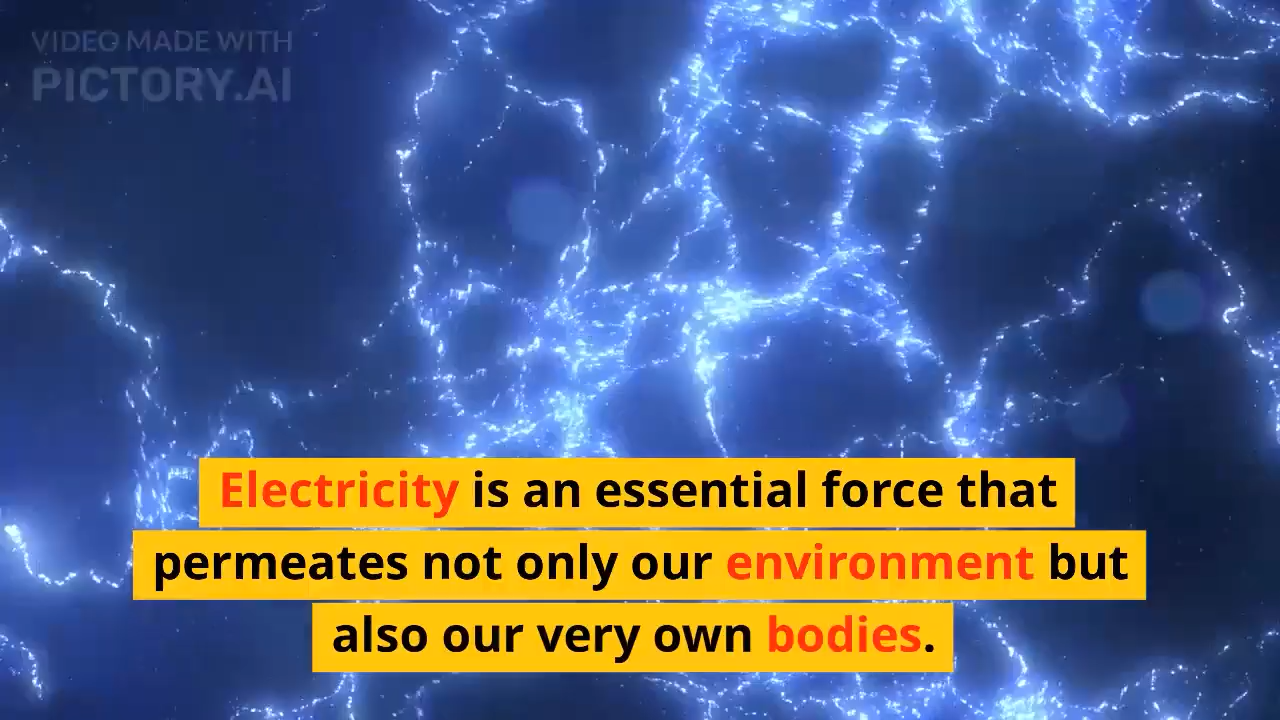 VIDEO MADE WITH
PICTORY.AI
Electricity is an essential force that
permeates not only our environment but
also our very own bodies.